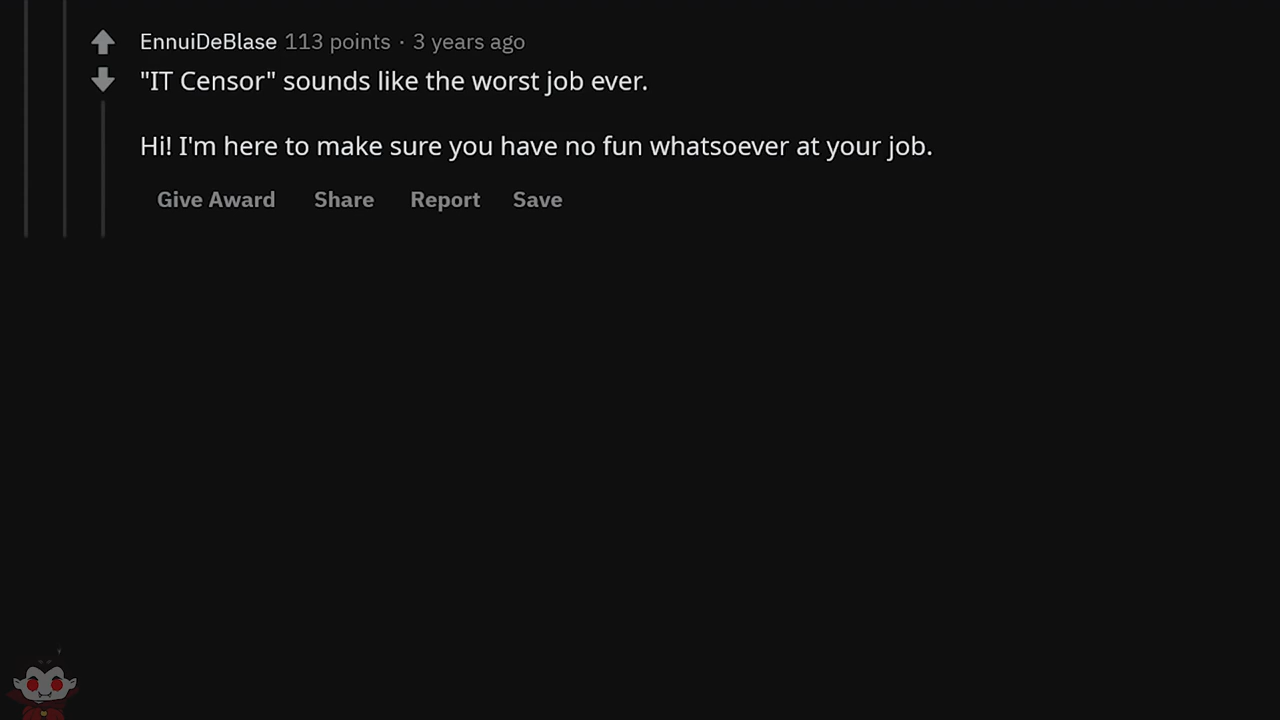 EnnuiDeBlase 113 points · 3 years ago
"IT Censor" sounds like the worst job ever.
Hi! I'm here to make sure you have no fun whatsoever at your job.
Give Award Share Report Save